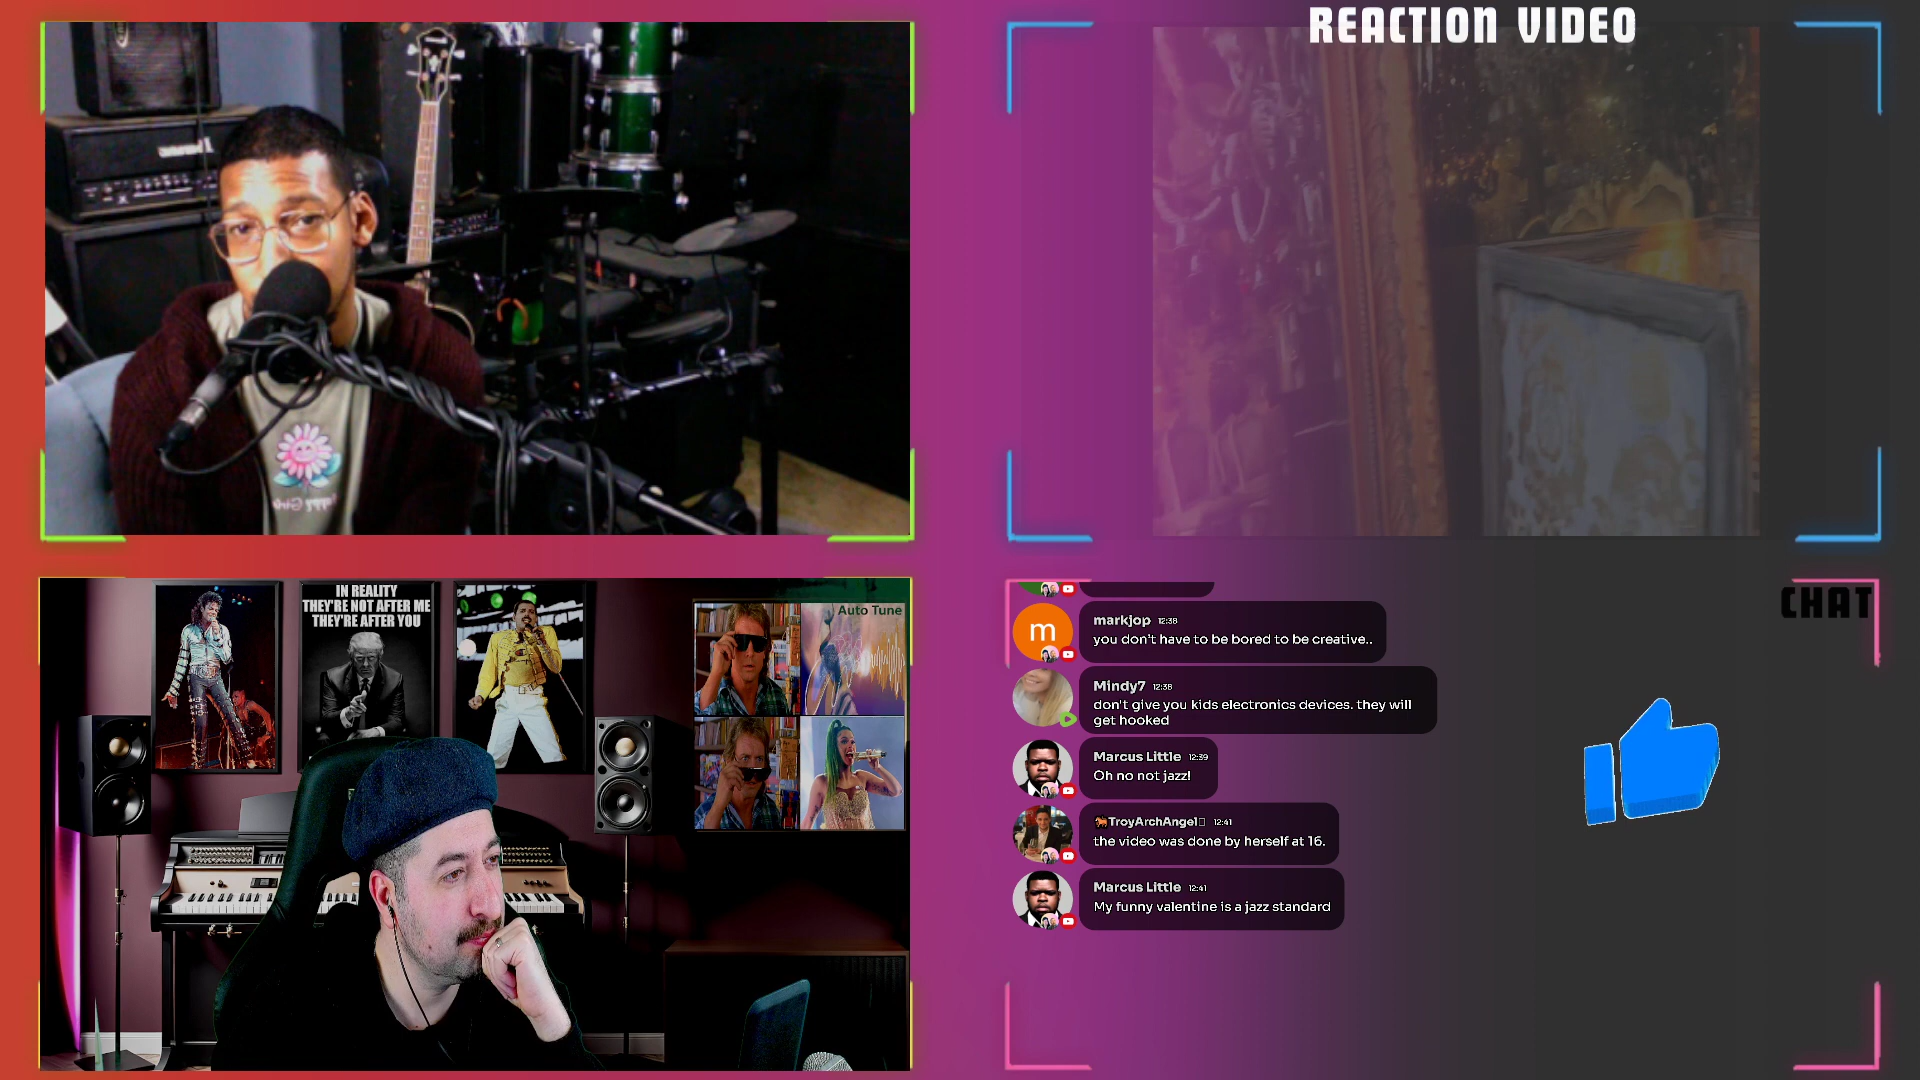 REACTION VIDEO
IN REALITY
THEY'RE NOT AFTER ME
THEY'RE AFTER YOU
Auto Tune
CHAT
markjop 12:38
you don't have to be bored to be creative..
Mindy7 12:38
don't give you kids electronics devices. they will
get hooked
Marcus Little 12:39
Oh no not jazz!
TroyArchAngel 12:41
the video was done by herself at 16.
Marcus Little 12:41
My funny valentine is a jazz standard
m